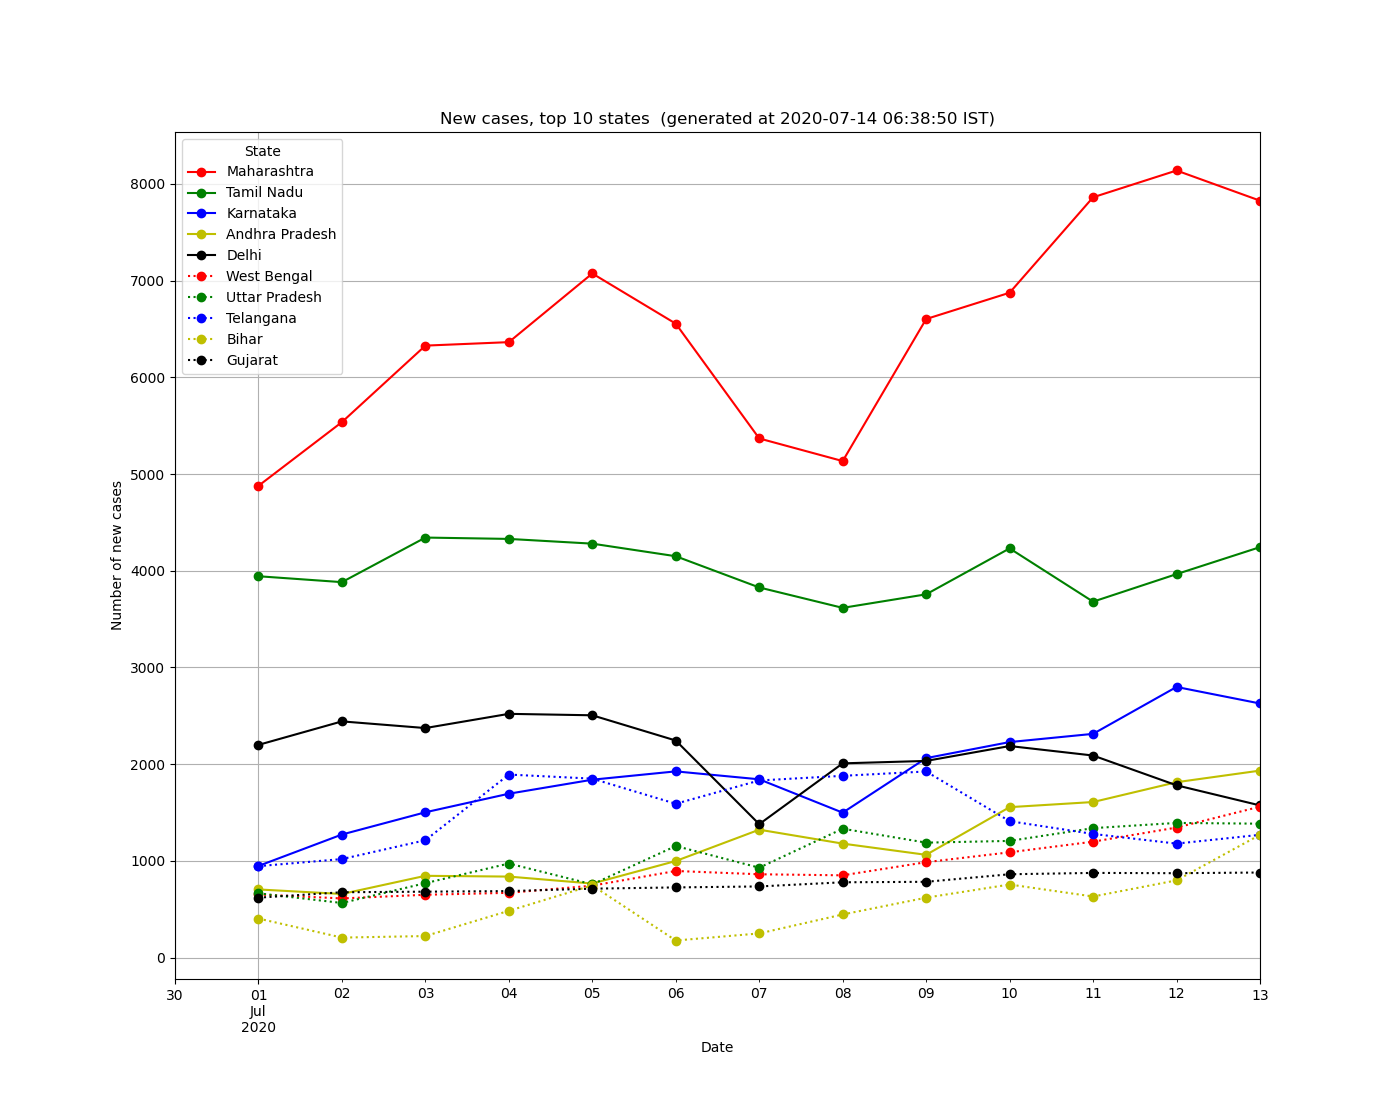 New cases, top 10 states  (generated at 2020-07-14 06:38:50 IST)
State
Maharashtra
Tamil Nadu
Karnataka
Andhra Pradesh
Delhi
West Bengal
Uttar Pradesh
Telangana
Bihar
Gujarat
Number of new cases
8000
7000
6000
5000
4000
3000
2000
1000
0
30 01 02 03 04 05 06 07 08 09 10 11 12 13
Jul
2020
Date